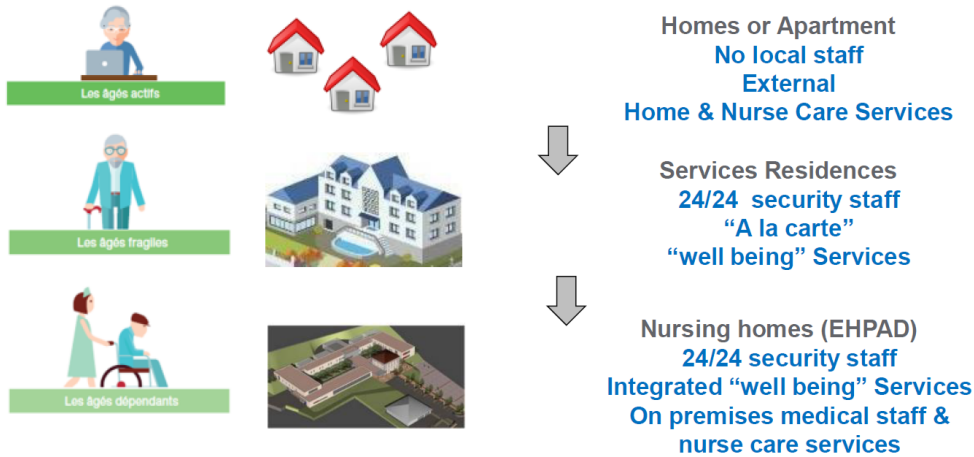 Les âgés actifs
Homes or Apartment
No local staff
External
Home & Nurse Care Services
Les âgés fragiles
Services Residences
24/24 security staff
“A la carte”
“well being” Services
Les âgés dépendants
Nursing homes (EHPAD)
24/24 security staff
Integrated “well being” Services
On premises medical staff &
nurse care services